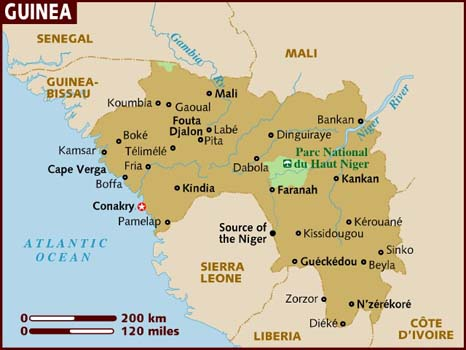 GUINEA
SENEGAL
Gambia
River
MALI
GUINEA-
BISSAU
Mali
Koumbia
Gaoual
Fouta
Djalon
Labé
Pita
Bankan
Niger
River
Boké
Télimélé
Dinguiraye
Kamsar
Fria
Dabola
Parc National
du Haut Niger
Cape Verga
Boffa
Kindia
Faranah
Kankan
Conakry
Pamelap
Source of
the Niger
Kissidougou
Kérouané
ATLANTIC
OCEAN
SIERRA
LEONE
Guéckédou
Sinko
Beyla
Zorzor
N'zérékoré
Diéké
LIBERIA
CÔTE
D'IVOIRE
200 km
120 miles